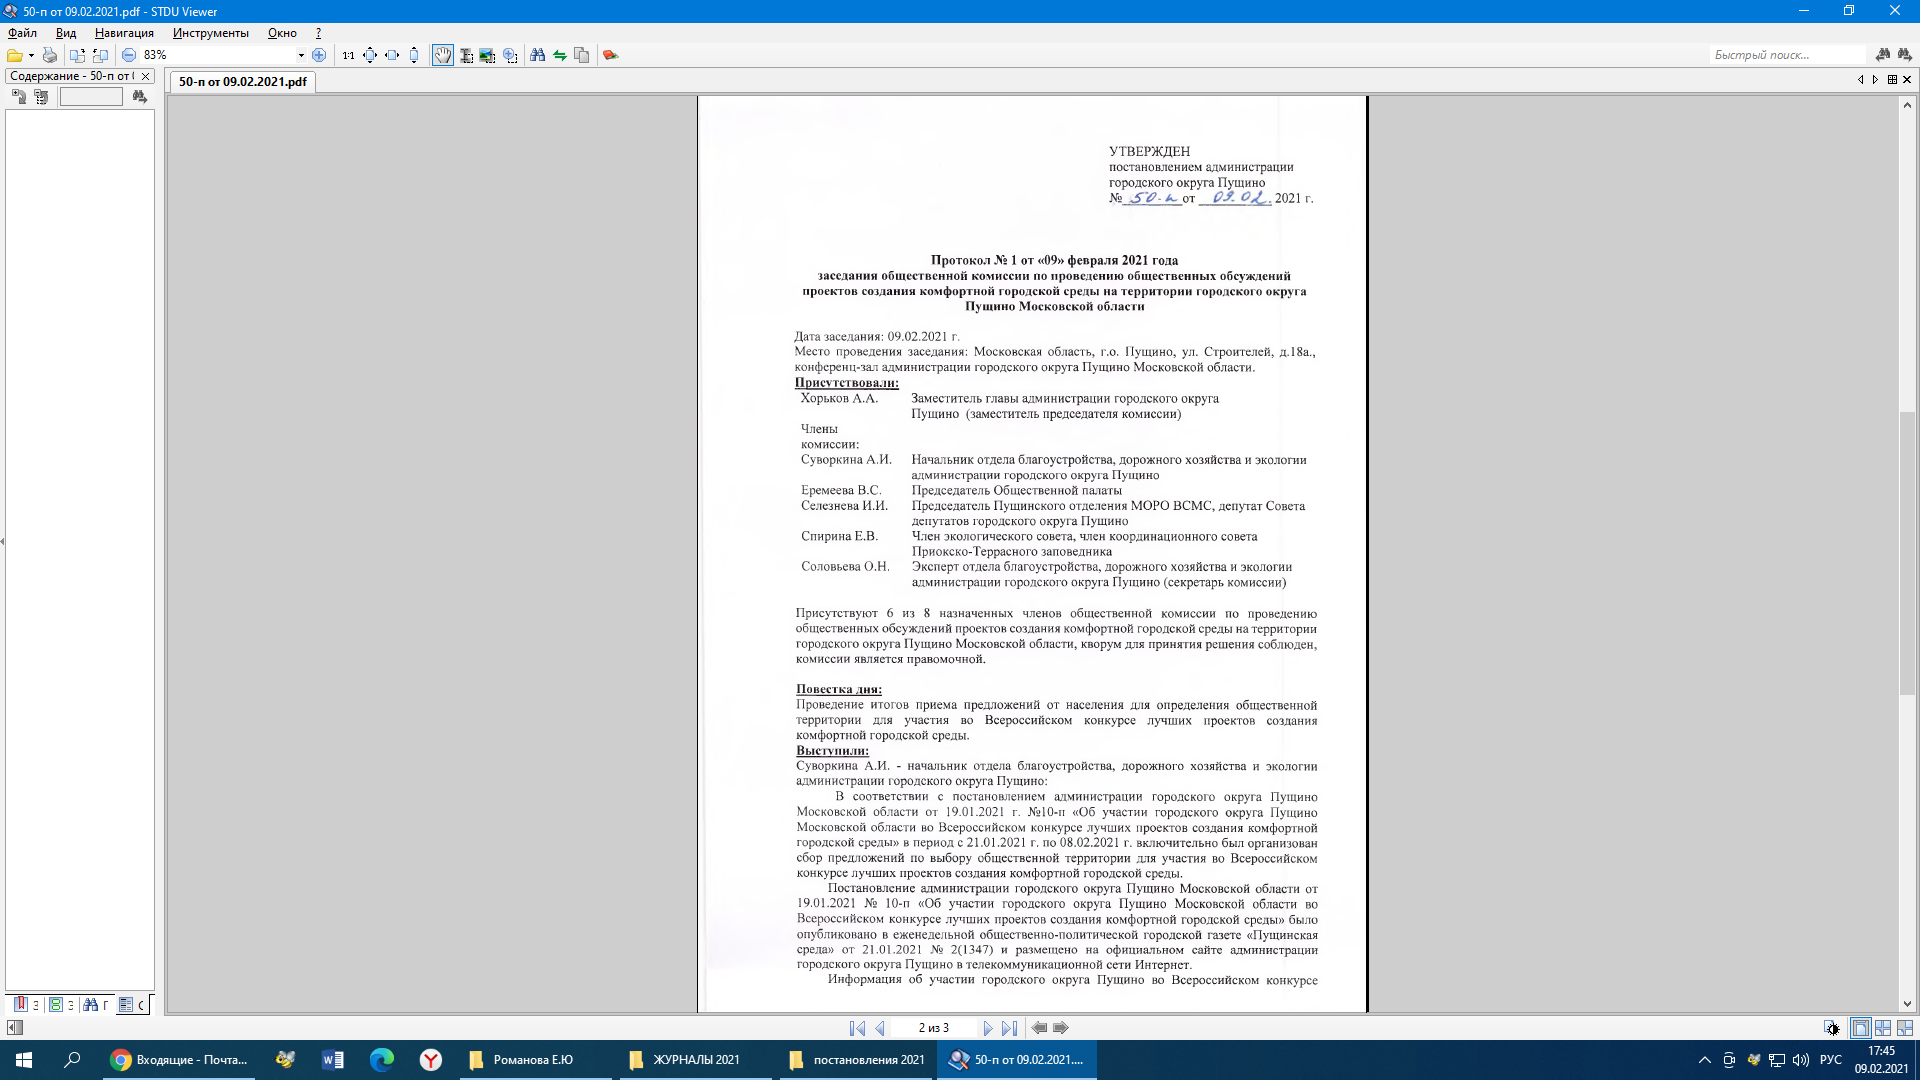 50-п от 09.02.2021.pdf - STDU Viewer
Файл Вид Навигация Инструменты Окно ?
83%
1:1
Быстрый поиск...
Содержание - 50-п от
50-п от 09.02.2021.pdf
УТВЕРЖДЕН
постановлением администрации
городского округа Пущино
№ 50-п от 09.02. 2021 г.
Протокол № 1 от «09» февраля 2021 года
заседания общественной комиссии по проведению общественных обсуждений
проектов создания комфортной городской среды на территории городского округа
Пущино Московской области
Дата заседания: 09.02.2021 г.
Место проведения заседания: Московская область, г.о. Пущино, ул. Строителей, д.18а.,
конференц-зал администрации городского округа Пущино Московской области.
Присутствовали:
Хорьков А.А. Заместитель главы администрации городского округа
Пущино (заместитель председателя комиссии)
Члены
комиссии:
Суворкина А.И. Начальник отдела благоустройства, дорожного хозяйства и экологии
администрации городского округа Пущино
Еремеева В.С. Председатель Общественной палаты
Селезнева И.И. Председатель Пущинского отделения МОРО ВСМС, депутат Совета
депутатов городского округа Пущино
Спирина Е.В. Член экологического совета, член координационного совета
Приокско-Террасного заповедника
Соловьева О.Н. Эксперт отдела благоустройства, дорожного хозяйства и экологии
администрации городского округа Пущино (секретарь комиссии)
Присутствуют 6 из 8 назначенных членов общественной комиссии по проведению
общественных обсуждений проектов создания комфортной городской среды на территории
городского округа Пущино Московской области, кворум для принятия решения соблюден,
комиссии является правомочной.
Повестка дня:
Проведение итогов приема предложений от населения для определения общественной
территории для участия во Всероссийском конкурсе лучших проектов создания
комфортной городской среды.
Выступили:
Суворкина А.И. - начальник отдела благоустройства, дорожного хозяйства и экологии
администрации городского округа Пущино:
В соответствии с постановлением администрации городского округа Пущино
Московской области от 19.01.2021 г. №10-п «Об участии городского округа Пущино
Московской области во Всероссийском конкурсе лучших проектов создания комфортной
городской среды» в период с 21.01.2021 г. по 08.02.2021 г. включительно был организован
сбор предложений по выбору общественной территории для участия во Всероссийском
конкурсе лучших проектов создания комфортной городской среды.
Постановление администрации городского округа Пущино Московской области от
19.01.2021 № 10-п «Об участии городского округа Пущино Московской области во
Всероссийском конкурсе лучших проектов создания комфортной городской среды» было
опубликовано в еженедельной общественно-политической городской газете «Пущинская
среда» от 21.01.2021 № 2(1347) и размещено на официальном сайте администрации
городского округа Пущино в телекоммуникационной сети Интернет.
Информация об участии городского округа Пущино во Всероссийском конкурсе
2 из 3
Входящие - Почта...
Романова Е.Ю
ЖУРНАЛЫ 2021
постановления 2021
50-п от 09.02.2021....
РУС
17:45
09.02.2021